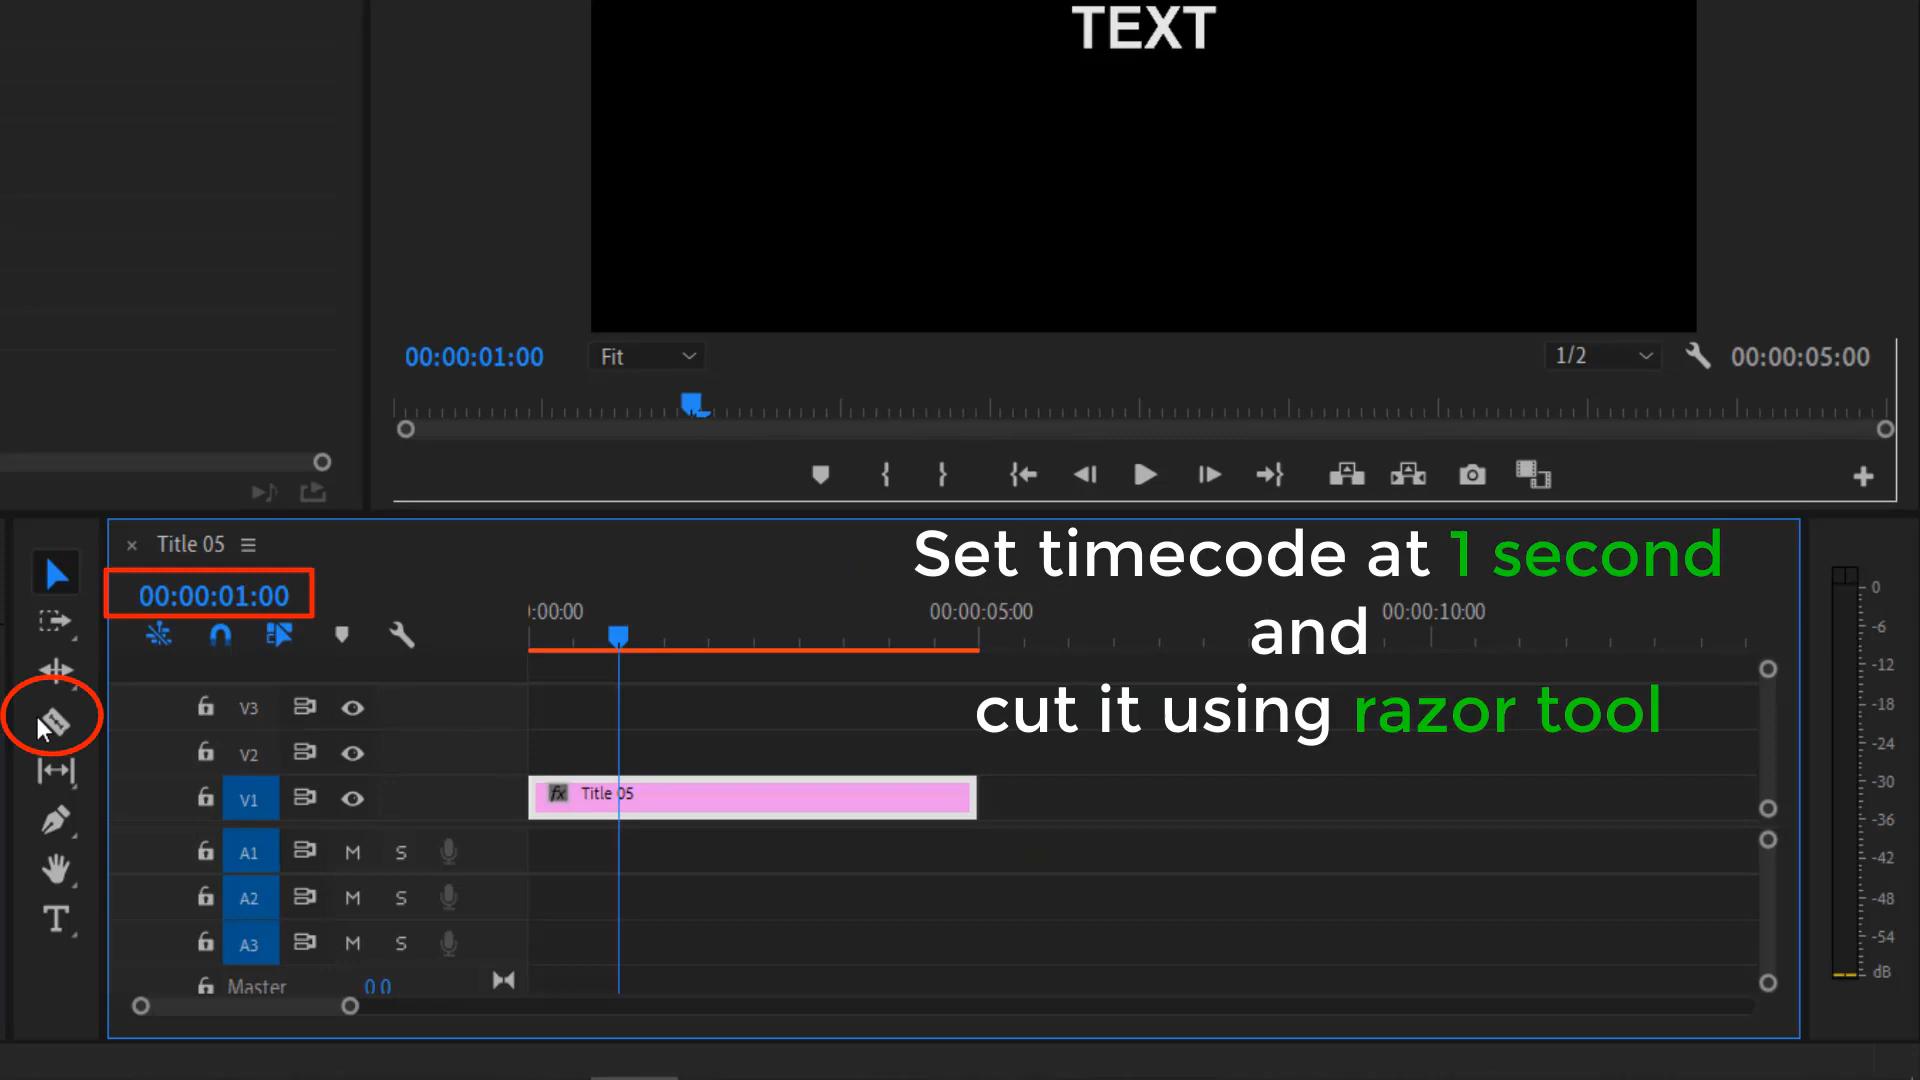 TEXT
00:00:01:00
Fit
1/2
00:00:05:00
× Title 05
Set timecode at 1 second
00:00:01:00
:00:00
00:00:05:00
00:00:10:00
and
cut it using razor tool
V3
V2
V1
fx Title 05
A1 M S
A2 M S
A3 M S
Master 0.0
T
0
-6
-12
-18
-24
-30
-36
-42
-48
-54
dB